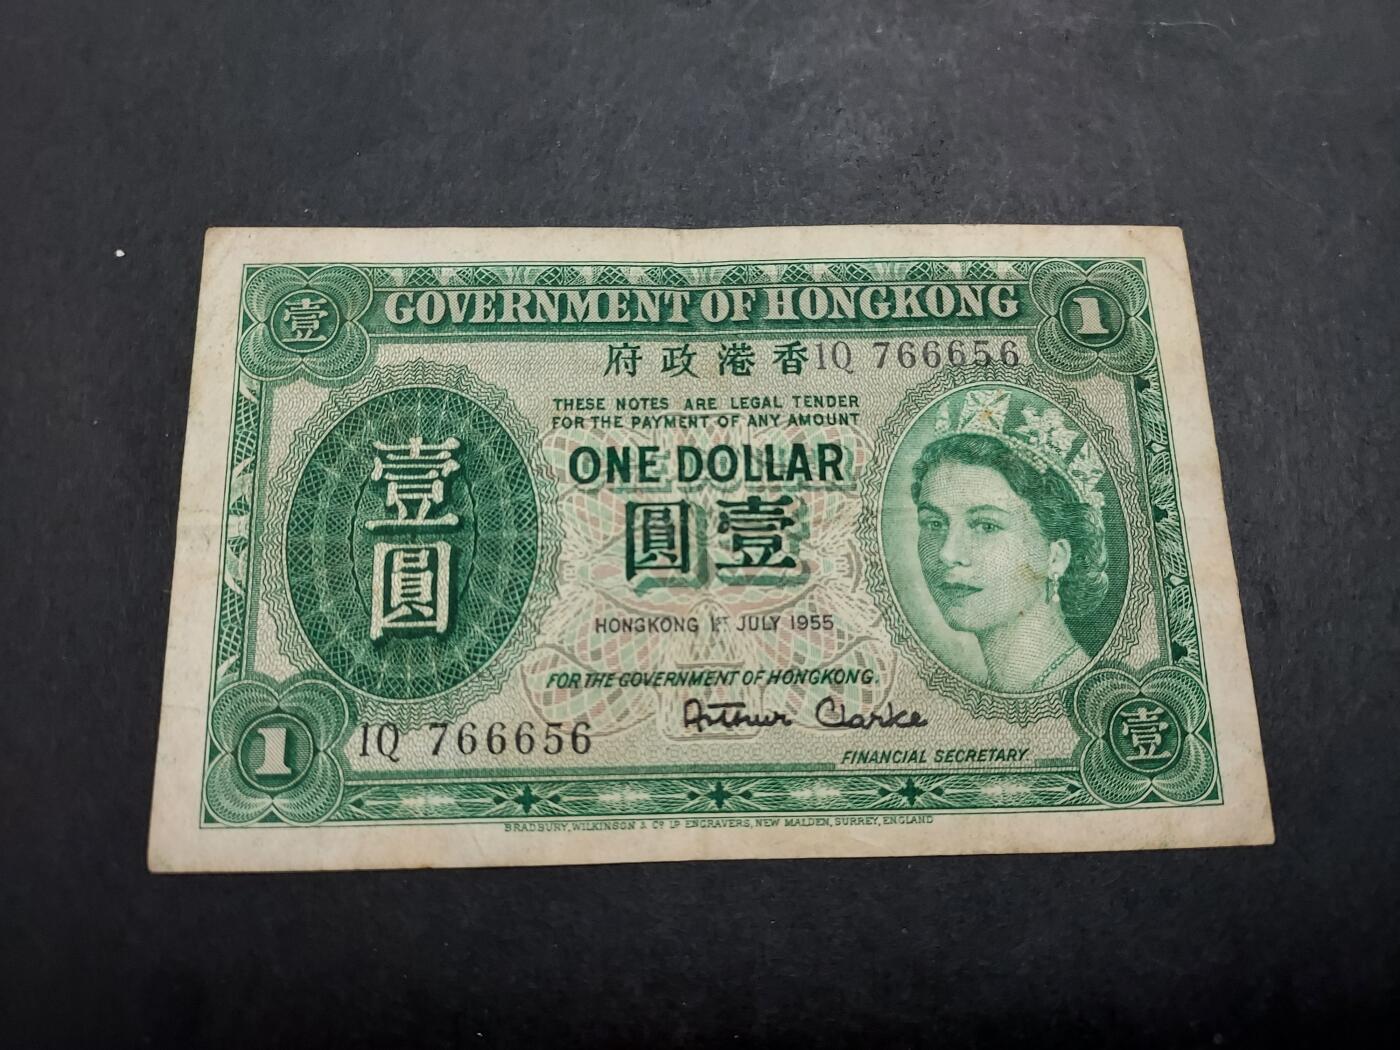 壹 GOVERNMENT OF HONGKONG 1
府政港香 1Q 766656
THESE NOTES ARE LEGAL TENDER
FOR THE PAYMENT OF ANY AMOUNT
ONE DOLLAR
圓壹
壹圓
HONGKONG 1ST JULY 1955
FOR THE GOVERNMENT OF HONGKONG.
Arthur Clarke
1Q 766656
FINANCIAL SECRETARY.
1 壹
BRADBURY, WILKINSON & Co. LD ENGRAVERS, NEW MALDEN, SURREY, ENGLAND